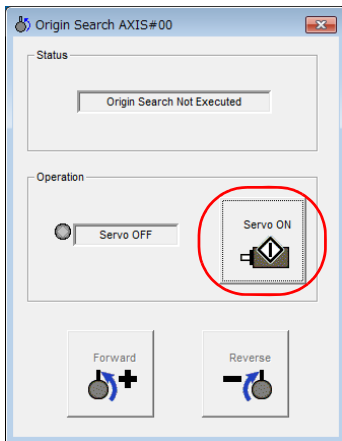 Origin Search AXIS#00
Status
Origin Search Not Executed
Operation
Servo OFF
Servo ON
Forward
Reverse